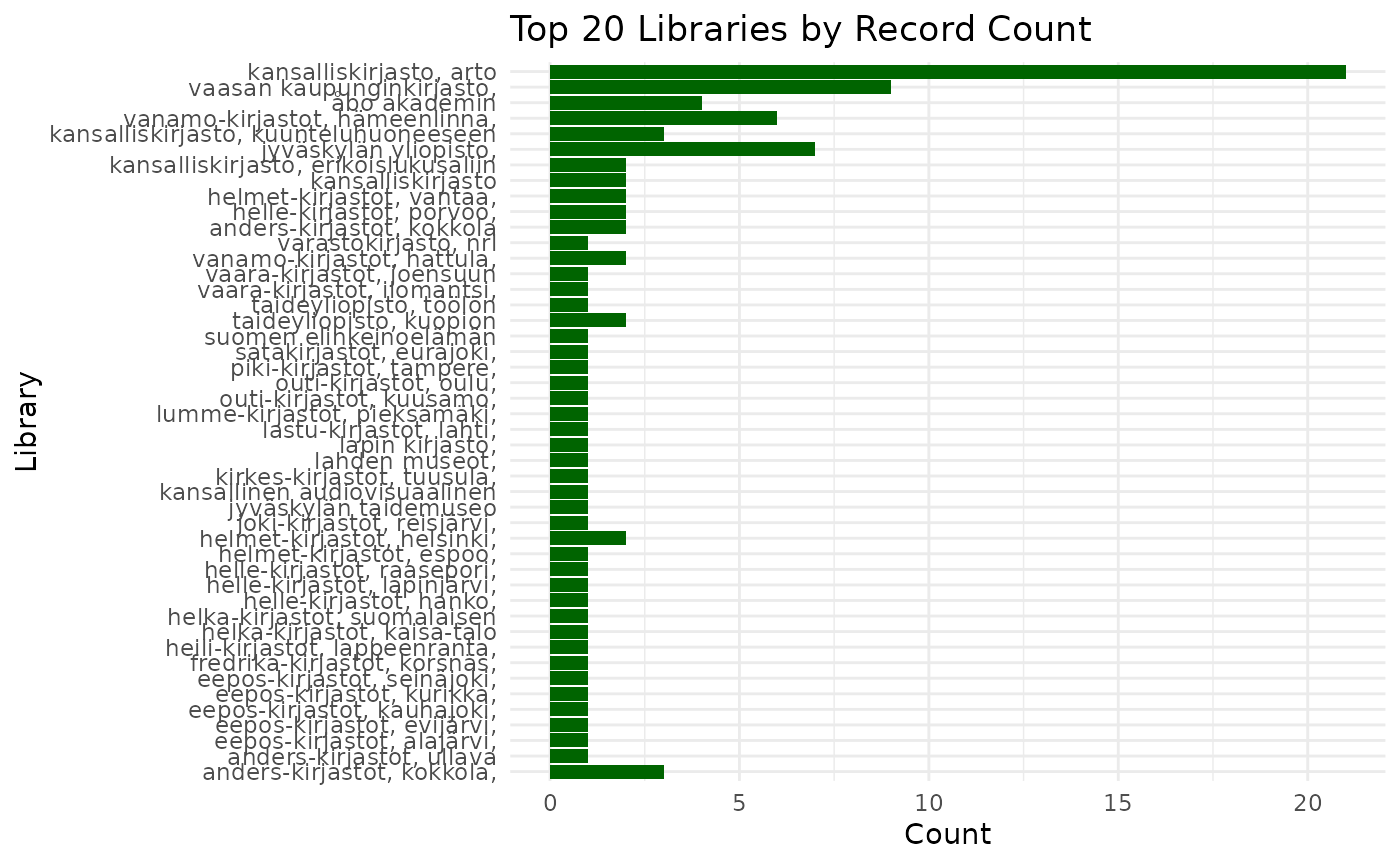 Top 20 Libraries by Record Count
kansalliskirjasto, arto
vaasan kaupunginkirjasto,
åbo akademin
vanamo-kirjastot, hämeenlinna,
kansalliskirjasto, kuunteluhuoneeseen
jyväskylän yliopisto,
kansalliskirjasto, erikoislukusaliin
kansalliskirjasto
helmet-kirjastot, vantaa,
helle-kirjastot, porvoo,
anders-kirjastot, kokkola
varastokirjasto, nrl
vanamo-kirjastot, hattula,
vaara-kirjastot, joensuun
vaara-kirjastot, ilomantsi,
taideyliopisto, töölön
taideyliopisto, kuopion
suomen elinkeinoelämän
satakirjastot, eurajoki,
piki-kirjastot, tampere,
outi-kirjastot, oulu,
outi-kirjastot, kuusamo,
lumme-kirjastot, pieksämäki,
lastu-kirjastot, lahti,
lapin kirjasto,
lahden museot,
kirkes-kirjastot, tuusula,
kansallinen audiovisuaalinen
jyväskylän taidemuseo
joki-kirjastot, reisjärvi,
helmet-kirjastot, helsinki,
helmet-kirjastot, espoo,
helle-kirjastot, raasepori,
helle-kirjastot, lapinjärvi,
helle-kirjastot, hanko,
helka-kirjastot, suomalaisen
helka-kirjastot, kaisa-talo
heili-kirjastot, lappeenranta,
fredrika-kirjastot, korsnäs,
eepos-kirjastot, seinäjoki,
eepos-kirjastot, kurikka,
eepos-kirjastot, kauhajoki,
eepos-kirjastot, evijärvi,
eepos-kirjastot, alajärvi,
anders-kirjastot, ullava
anders-kirjastot, kokkola,
Library
0 5 10 15 20
Count